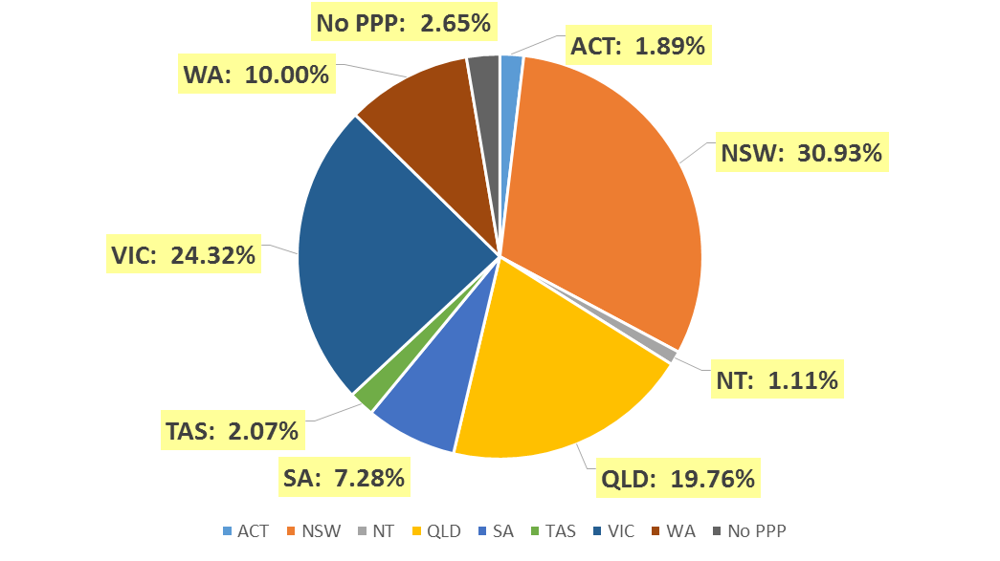 No PPP: 2.65%
ACT: 1.89%
WA: 10.00%
NSW: 30.93%
VIC: 24.32%
NT: 1.11%
TAS: 2.07%
SA: 7.28%
QLD: 19.76%
ACT NSW NT QLD SA TAS VIC WA No PPP